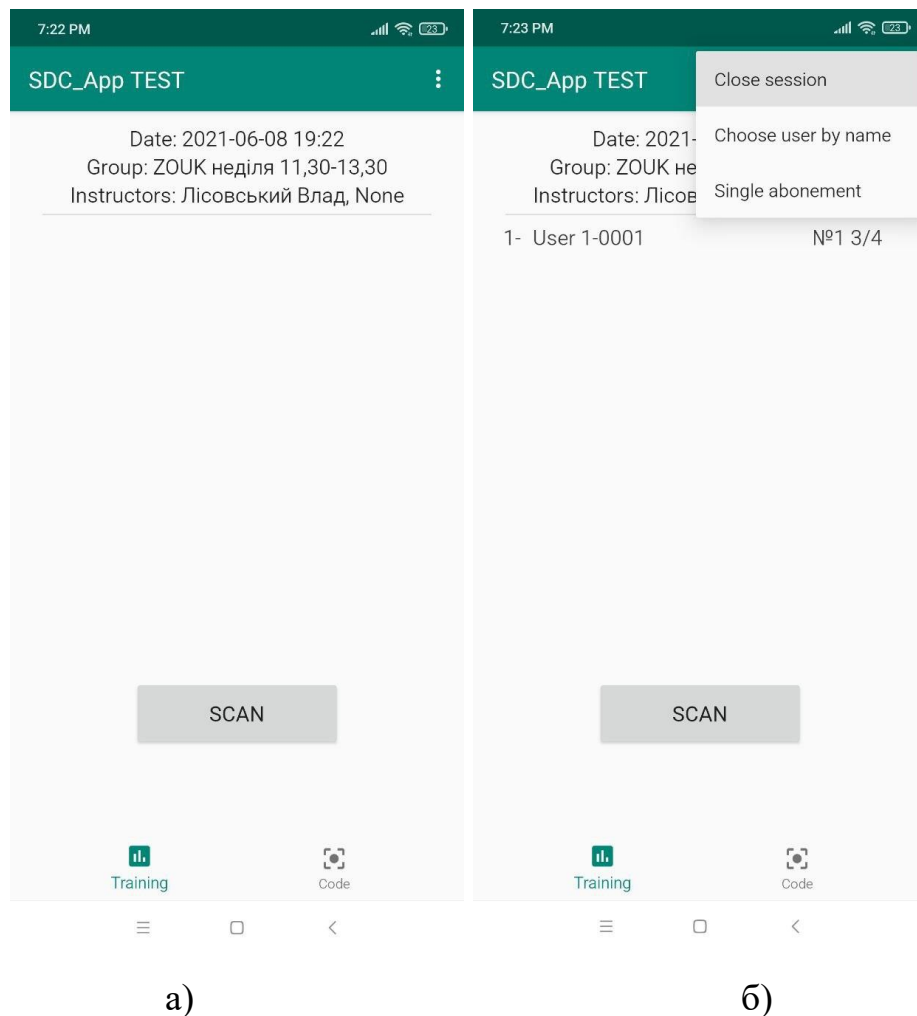 7:22 PM
23
SDC_App TEST
Date: 2021-06-08 19:22
Group: ZOUK неділя 11,30-13,30
Instructors: Лісовський Влад, None
SCAN
Training
Code
а)
7:23 PM
23
SDC_App TEST
Close session
Choose user by name
Single abonement
Date: 2021-
Group: ZOUK не
Instructors: Лісов
1- User 1-0001 №1 3/4
SCAN
Training
Code
б)